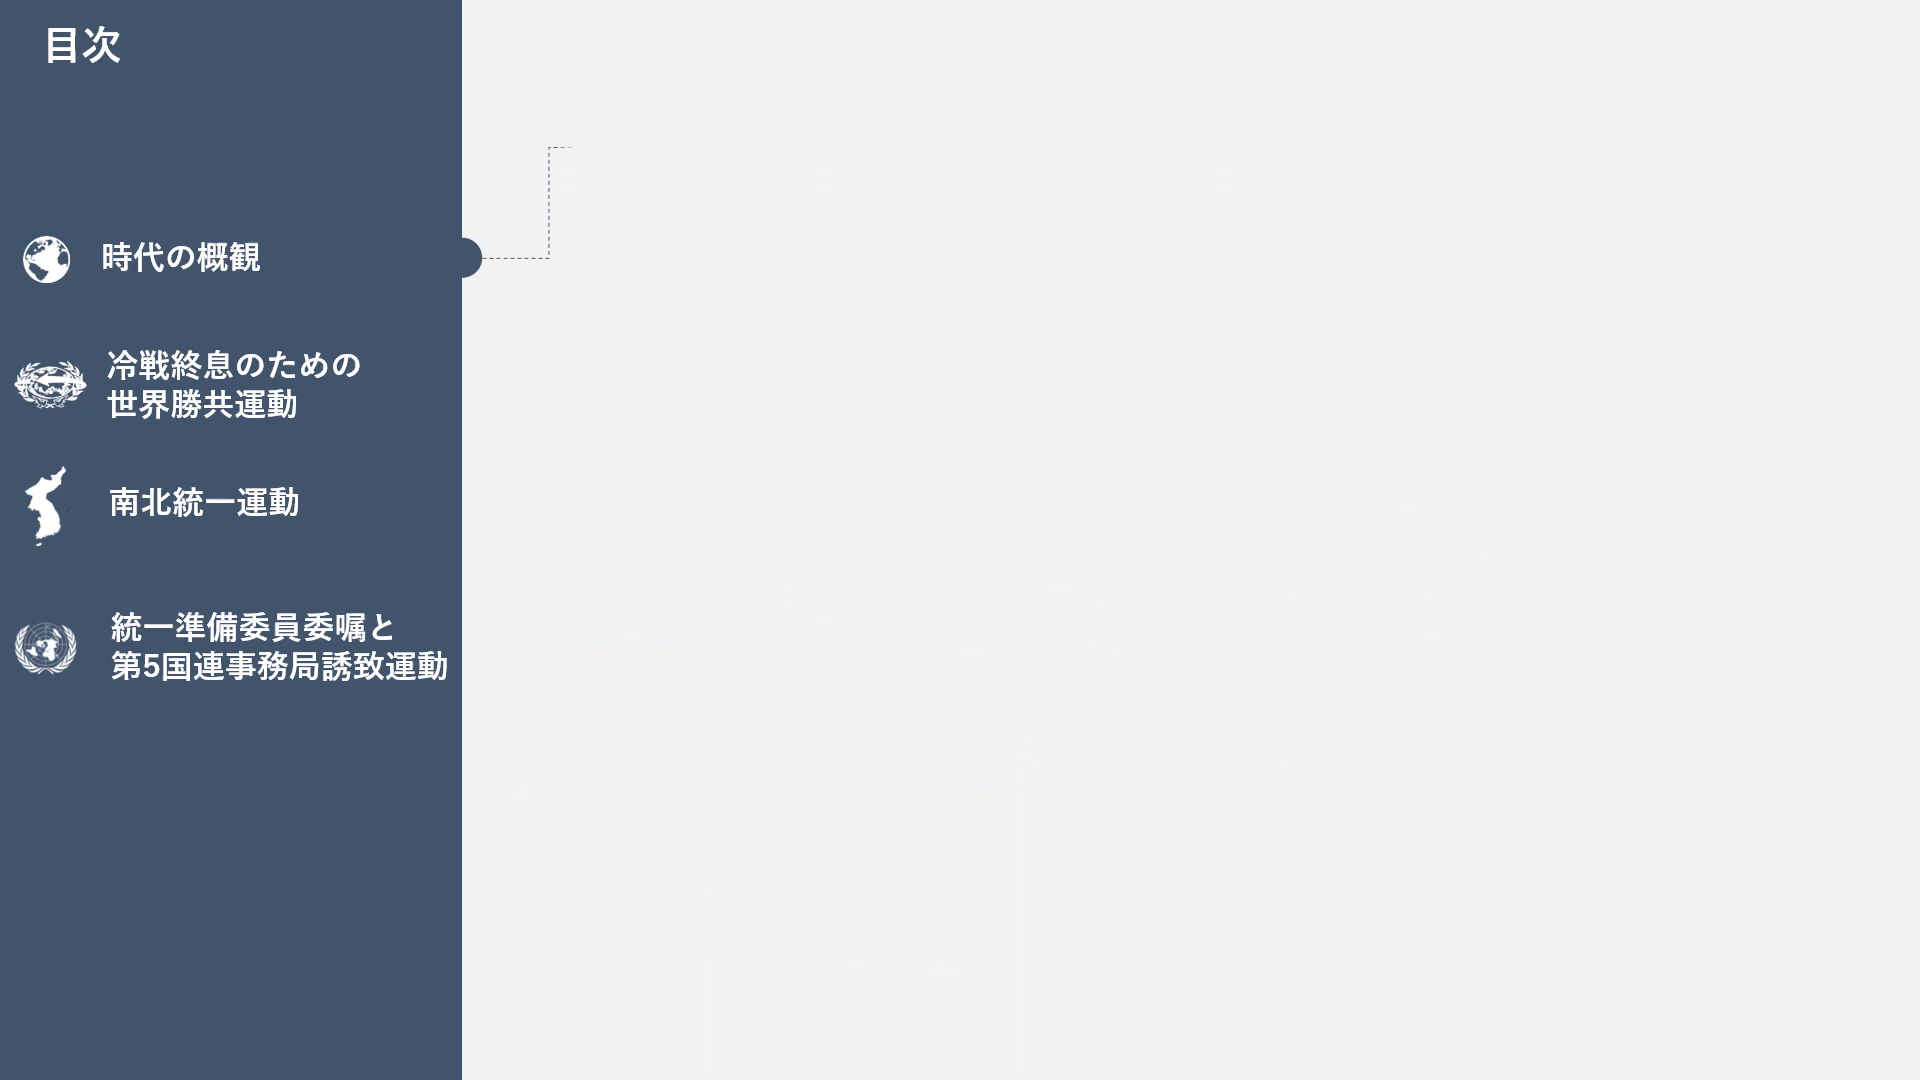 目次
時代の概観
冷戦終息のための
世界勝共運動
南北統一運動
統一準備委員委嘱と
第5国連事務局誘致運動